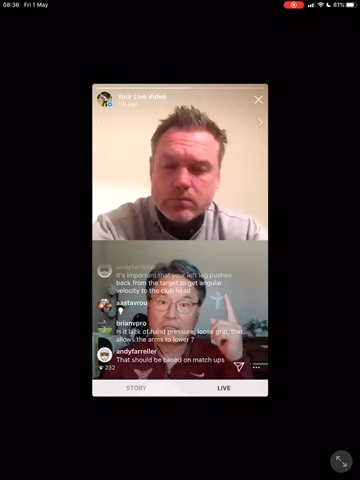 08:36 Fri 1 May
81%
Your Live Video
andyfarreller
It's important that your left leg pushes
back from the target to get angular
velocity to the club head
aastavrou
brianvpro
Is it lack of hand pressure, loose grip, that
allows the arms to lower ?
andyfarreller
That should be based on match ups
232
STORY
LIVE